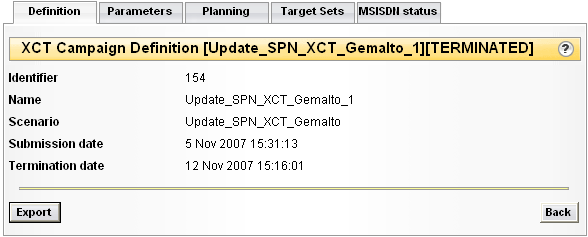 Definition Parameters Planning Target Sets MSISDN status
XCT Campaign Definition [Update_SPN_XCT_Gemalto_1][TERMINATED] ?
Identifier 154
Name Update_SPN_XCT_Gemalto_1
Scenario Update_SPN_XCT_Gemalto
Submission date 5 Nov 2007 15:31:13
Termination date 12 Nov 2007 15:16:01
Export Back